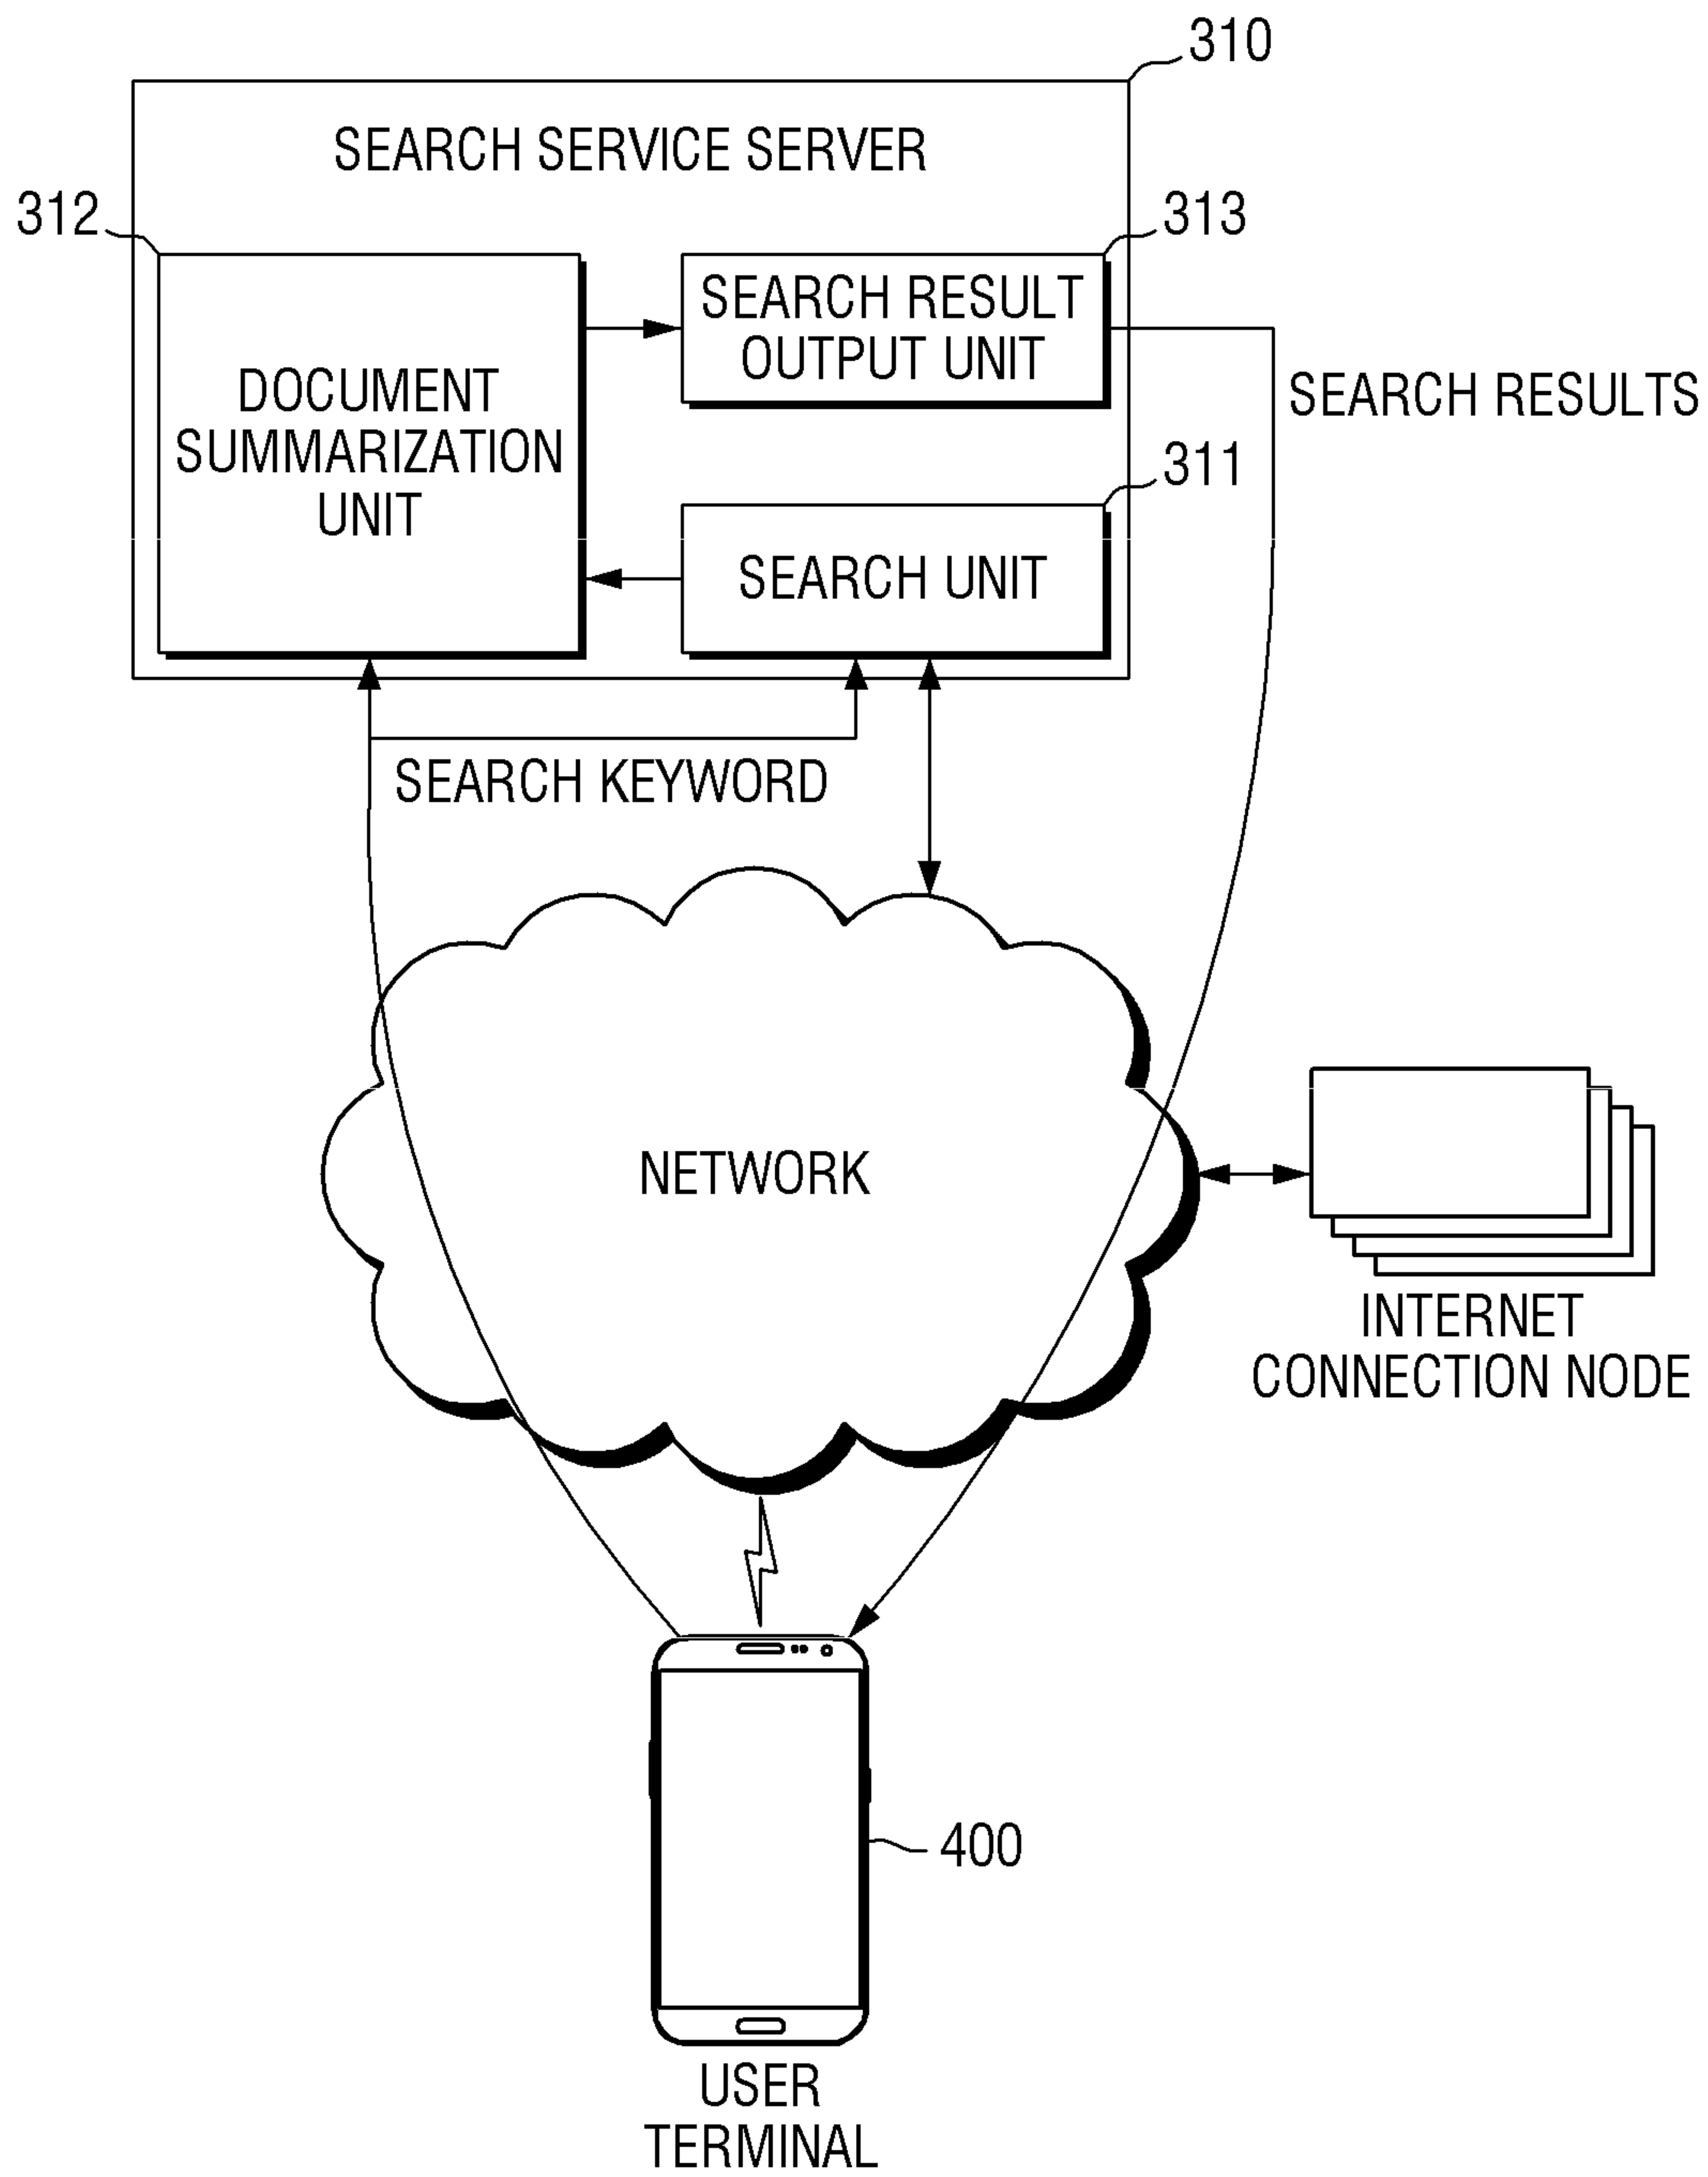 310
SEARCH SERVICE SERVER
312
313
SEARCH RESULT
OUTPUT UNIT
DOCUMENT
SUMMARIZATION
UNIT
SEARCH RESULTS
311
SEARCH UNIT
SEARCH KEYWORD
NETWORK
INTERNET
CONNECTION NODE
400
USER
TERMINAL